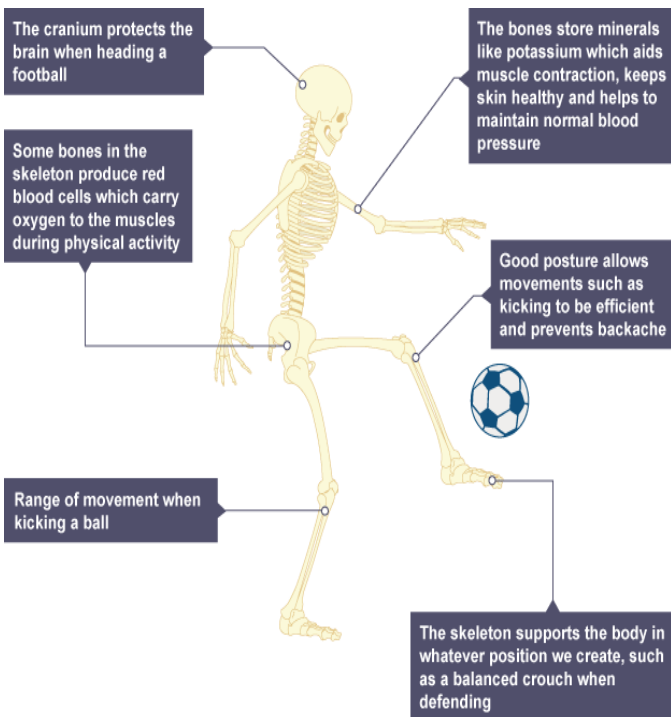 The cranium protects the
brain when heading a
football
The bones store minerals
like potassium which aids
muscle contraction, keeps
skin healthy and helps to
maintain normal blood
pressure
Some bones in the
skeleton produce red
blood cells which carry
oxygen to the muscles
during physical activity
Good posture allows
movements such as
kicking to be efficient
and prevents backache
Range of movement when
kicking a ball
The skeleton supports the body in
whatever position we create, such
as a balanced crouch when
defending